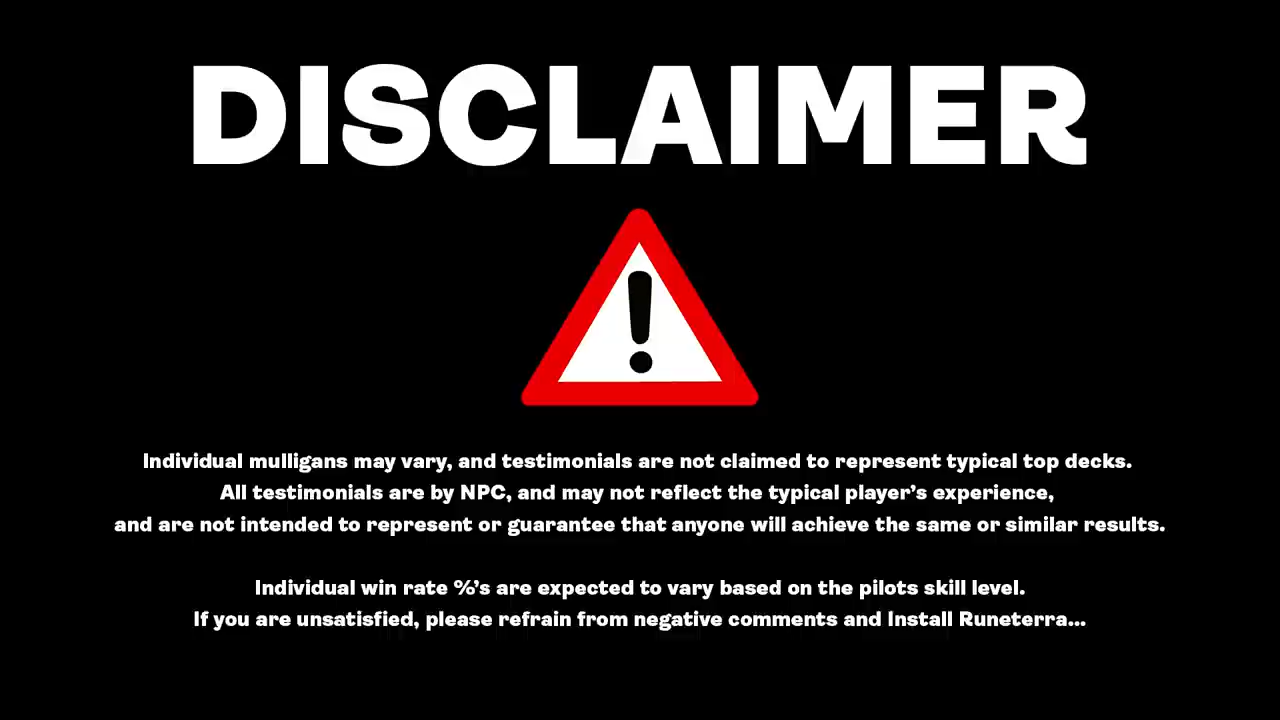 DISCLAIMER
Individual mulligans may vary, and testimonials are not claimed to represent typical top decks.
All testimonials are by NPC, and may not reflect the typical player's experience,
and are not intended to represent or guarantee that anyone will achieve the same or similar results.
Individual win rate %'s are expected to vary based on the pilots skill level.
If you are unsatisfied, please refrain from negative comments and Install Runeterra...